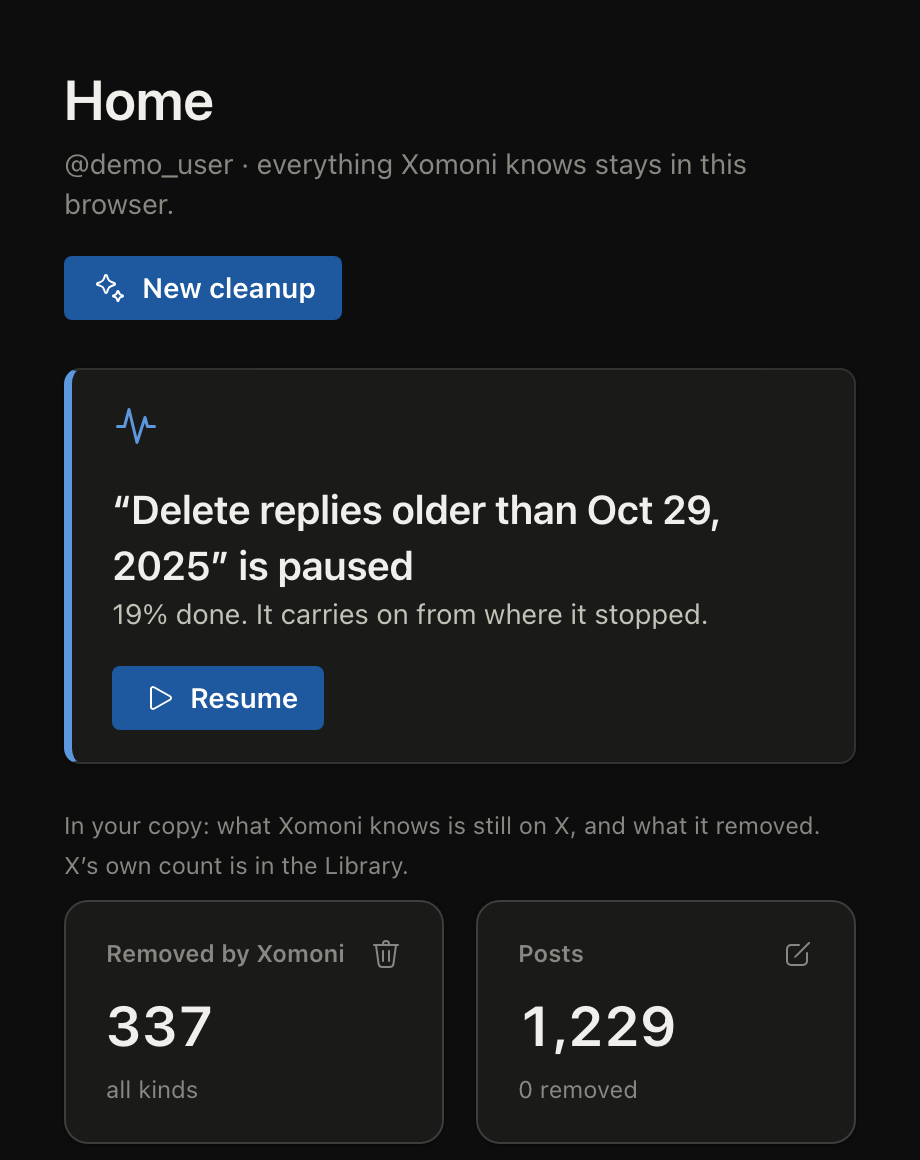 Home
@demo_user · everything Xomoni knows stays in this
browser.
New cleanup
“Delete replies older than Oct 29,
2025” is paused
19% done. It carries on from where it stopped.
Resume
In your copy: what Xomoni knows is still on X, and what it removed.
X’s own count is in the Library.
Removed by Xomoni
337
all kinds
Posts
1,229
0 removed